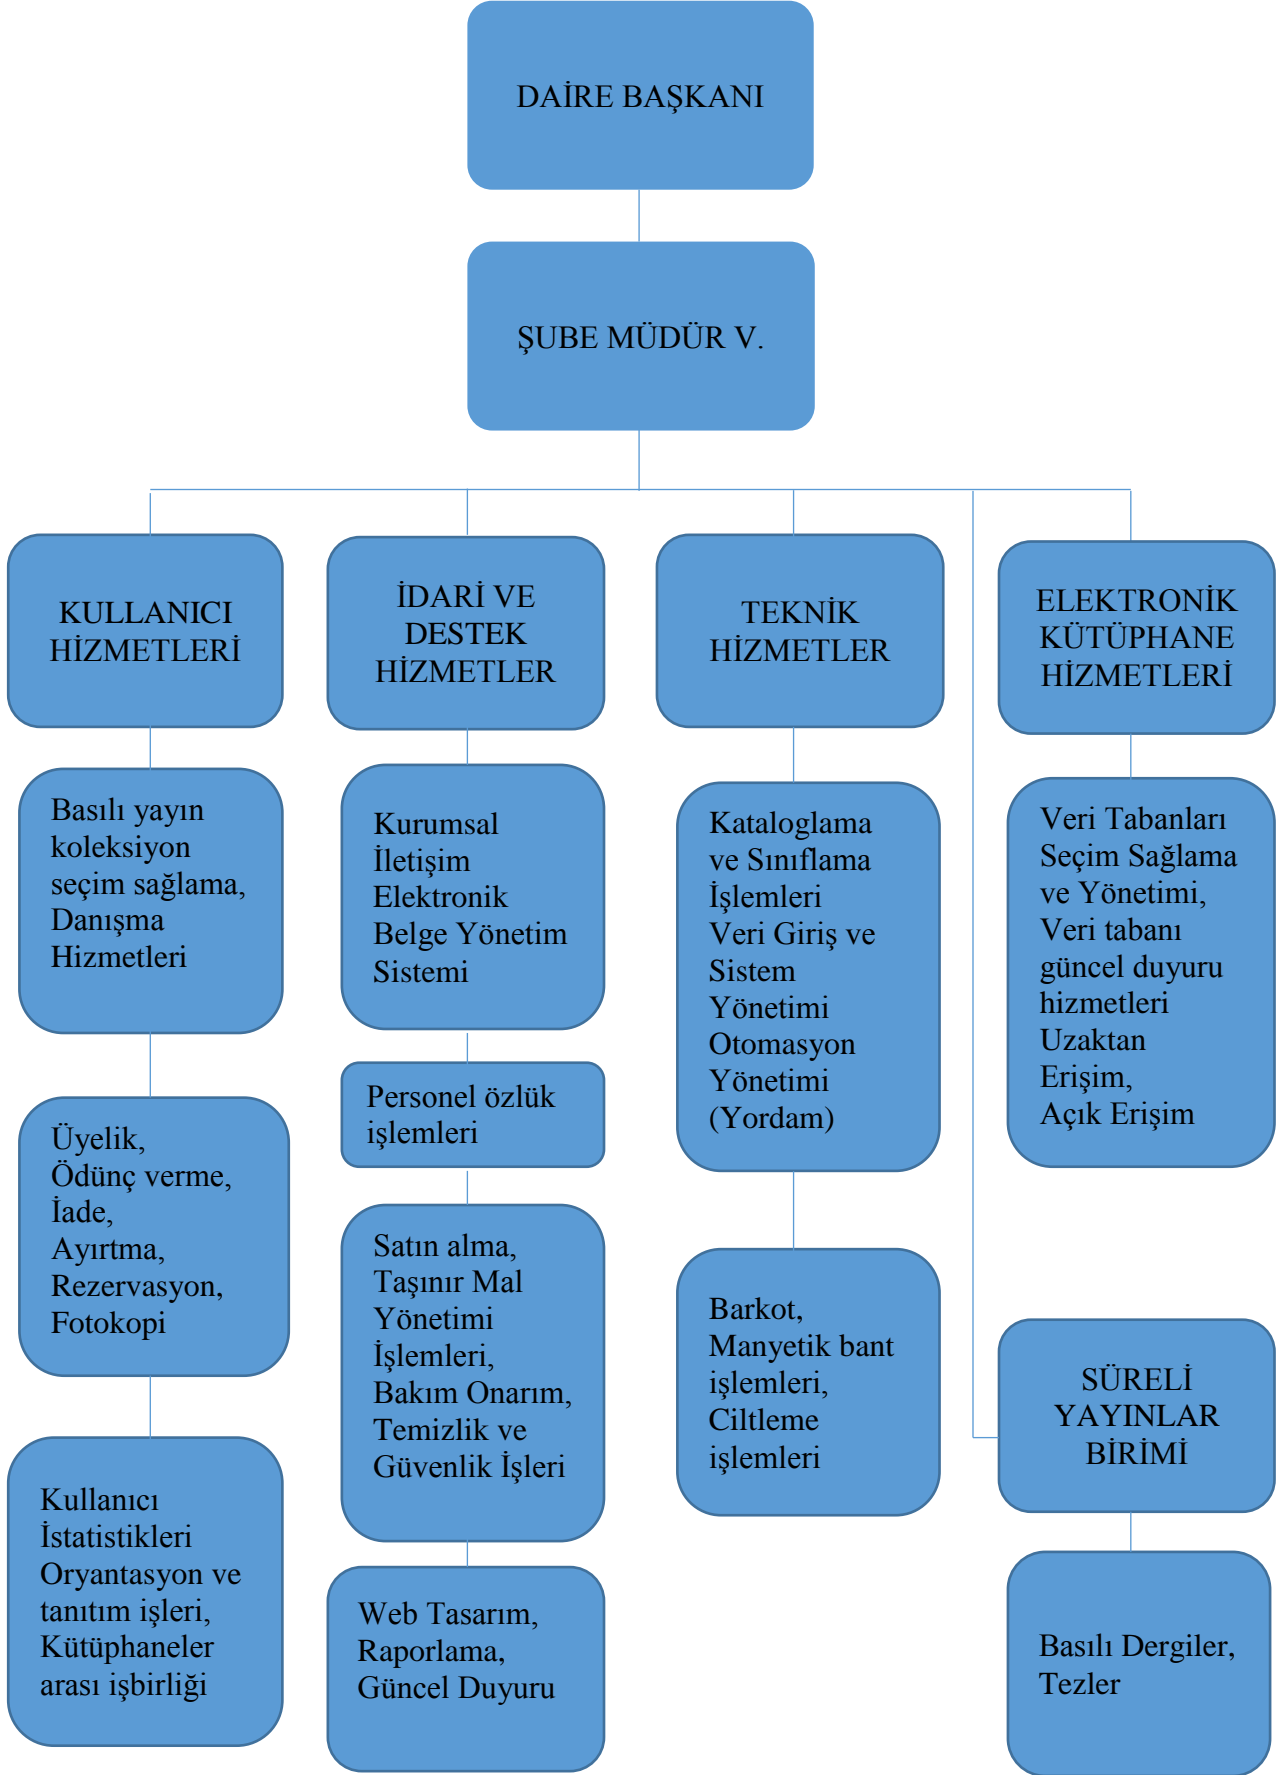 DAİRE BAŞKANI
ŞUBE MÜDÜR V.
KULLANICI
HİZMETLERİ
İDARİ VE
DESTEK
HİZMETLER
TEKNİK
HİZMETLER
ELEKTRONİK
KÜTÜPHANE
HİZMETLERİ
Basılı yayın
koleksiyon
seçim sağlama,
Danışma
Hizmetleri
Kurumsal
İletişim
Elektronik
Belge Yönetim
Sistemi
Kataloglama
ve Sınıflama
İşlemleri
Veri Giriş ve
Sistem
Yönetimi
Otomasyon
Yönetimi
(Yordam)
Veri Tabanları
Seçim Sağlama
ve Yönetimi,
Veri tabanı
güncel duyuru
hizmetleri
Uzaktan
Erişim,
Açık Erişim
Personel özlük
işlemleri
Üyelik,
Ödünç verme,
İade,
Ayırtma,
Rezervasyon,
Fotokopi
Satın alma,
Taşınır Mal
Yönetimi
İşlemleri,
Bakım Onarım,
Temizlik ve
Güvenlik İşleri
Barkot,
Manyetik bant
işlemleri,
Ciltleme
işlemleri
SÜRELİ
YAYINLAR
BİRİMİ
Kullanıcı
İstatistikleri
Oryantasyon ve
tanıtım işleri,
Kütüphaneler
arası işbirliği
Web Tasarım,
Raporlama,
Güncel Duyuru
Basılı Dergiler,
Tezler